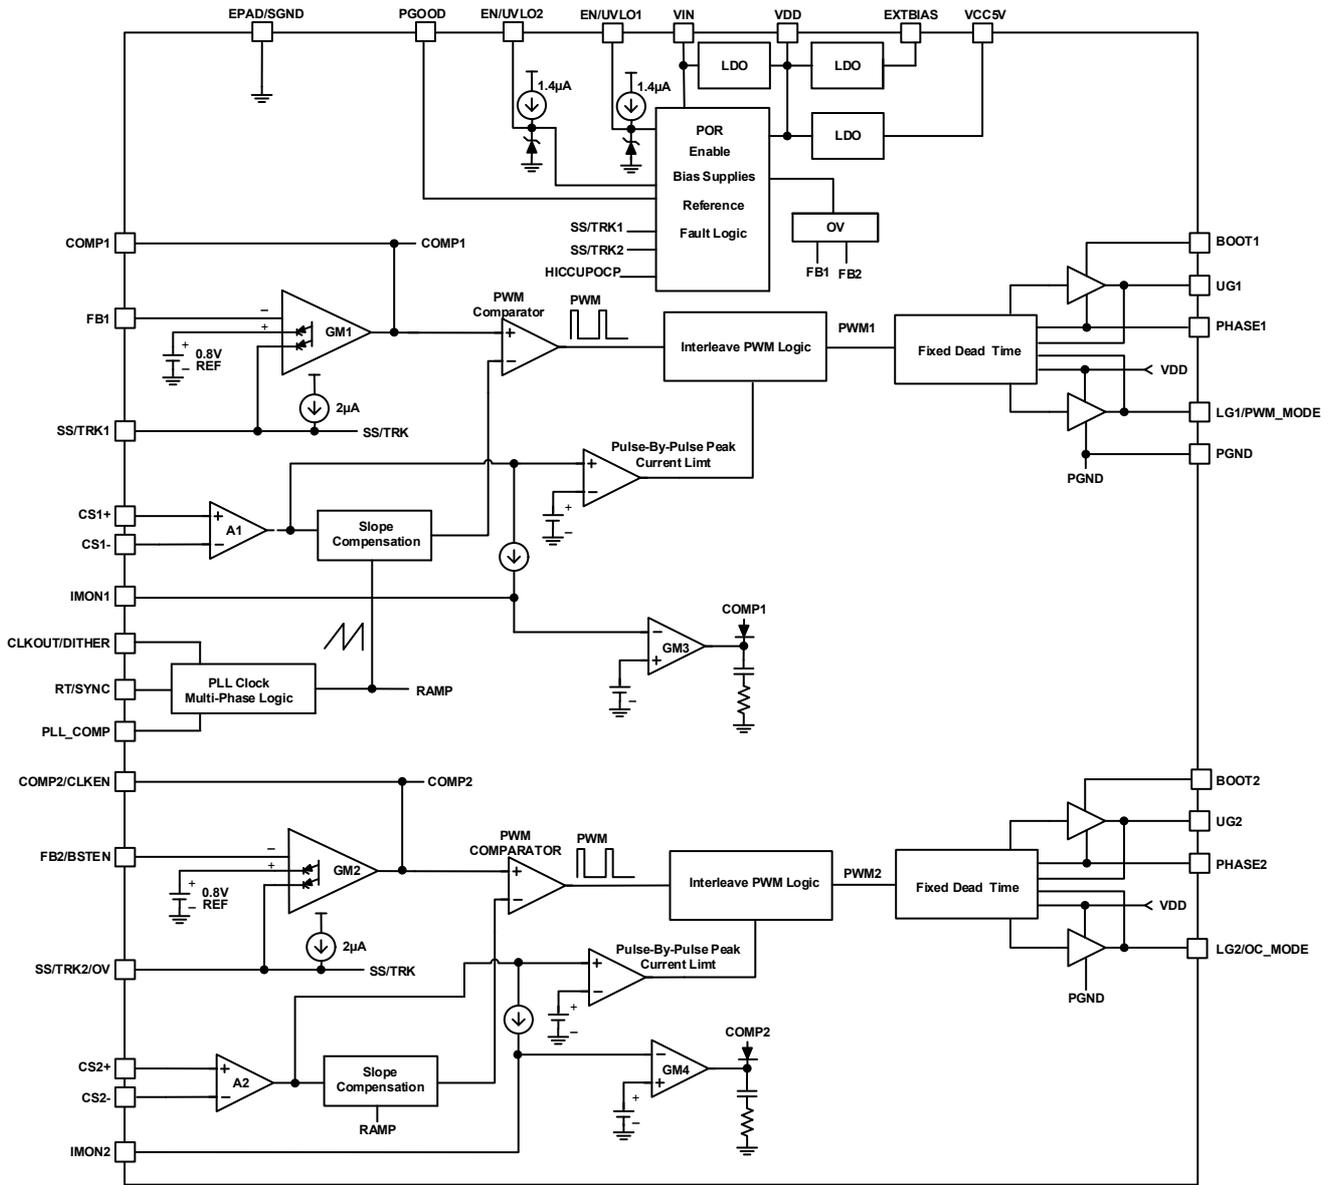 EPAD/SGND
PGOOD
EN/UVLO2
EN/UVLO1
VIN
VDD
EXTBIAS
VCC5V
LDO
LDO
1.4µA
1.4µA
POR
Enable
Bias Supplies
Reference
Fault Logic
LDO
SS/TRK1
SS/TRK2
HICCUPOCP
OV
FB1
FB2
COMP1
COMP1
BOOT1
FB1
−
+
GM1
+
−
0.8V
REF
PWM
Comparator
+
−
PWM
Interleave PWM Logic
PWM1
Fixed Dead Time
UG1
PHASE1
VDD
2µA
SS/TRK1
SS/TRK
LG1/PWM_MODE
PGND
PGND
Pulse-By-Pulse Peak
Current Limt
+
−
+
−
CS1+
CS1-
+
−
A1
Slope
Compensation
IMON1
CLKOUT/DITHER
RT/SYNC
PLL_COMP
PLL Clock
Multi-Phase Logic
RAMP
−
+
GM3
COMP1
+
−
COMP2/CLKEN
COMP2
BOOT2
FB2/BSTEN
−
+
GM2
+
−
0.8V
REF
PWM
COMPARATOR
+
−
PWM
Interleave PWM Logic
PWM2
Fixed Dead Time
UG2
PHASE2
VDD
2µA
SS/TRK2/OV
SS/TRK
LG2/OC_MODE
PGND
Pulse-By-Pulse Peak
Current Limt
+
−
+
−
CS2+
CS2-
+
−
A2
Slope
Compensation
RAMP
−
+
GM4
COMP2
+
−
IMON2